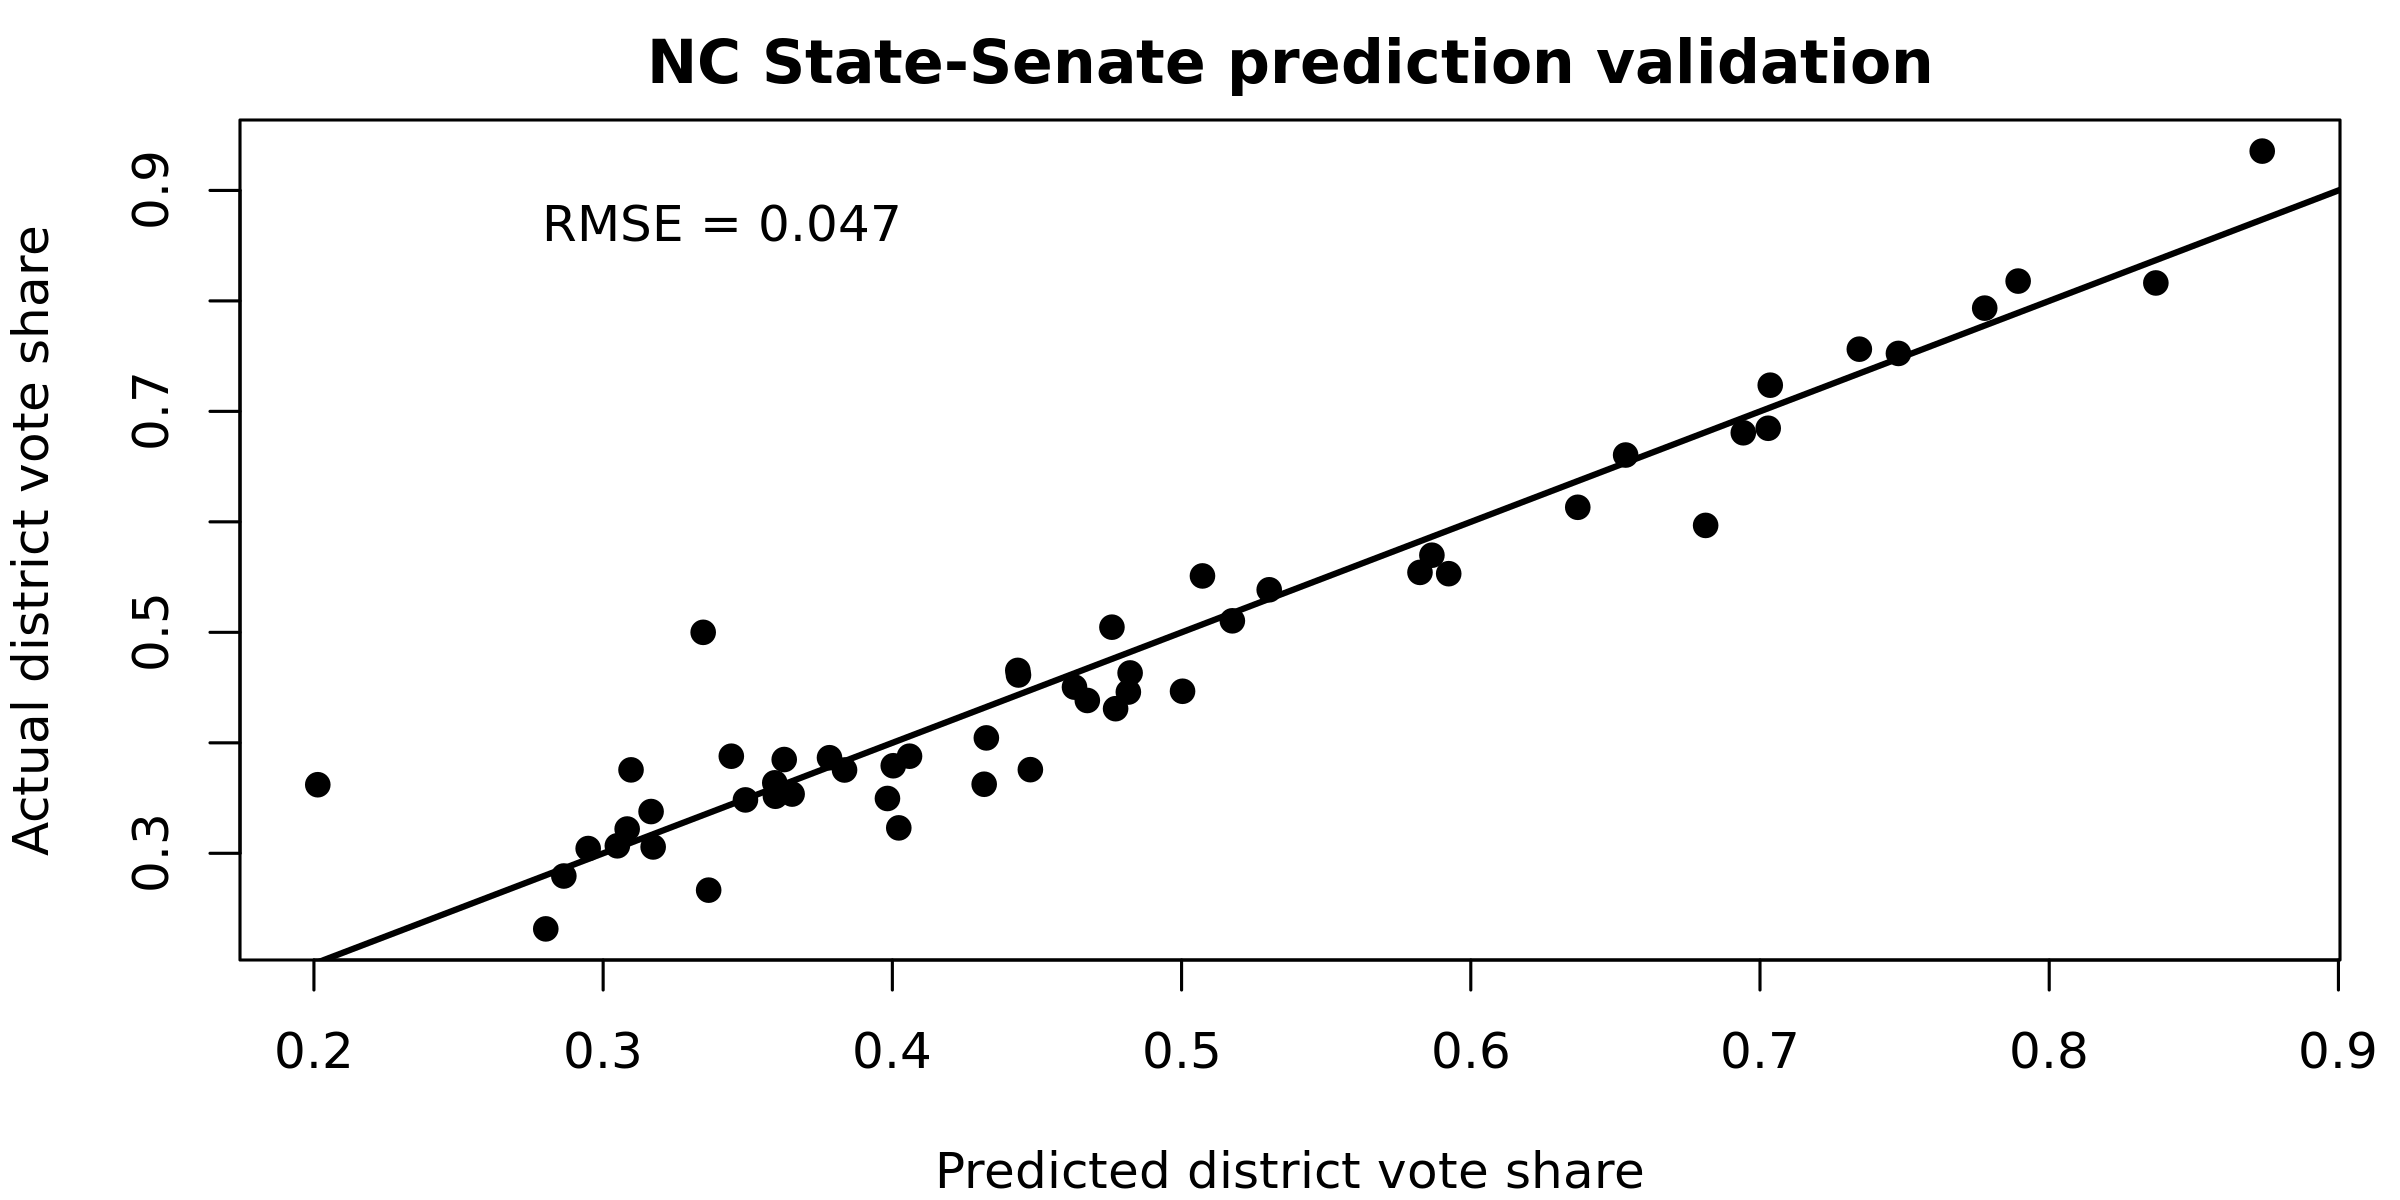 NC State-Senate prediction validation
RMSE = 0.047
Actual district vote share
0.9
0.7
0.5
0.3
0.2 0.3 0.4 0.5 0.6 0.7 0.8 0.9
Predicted district vote share